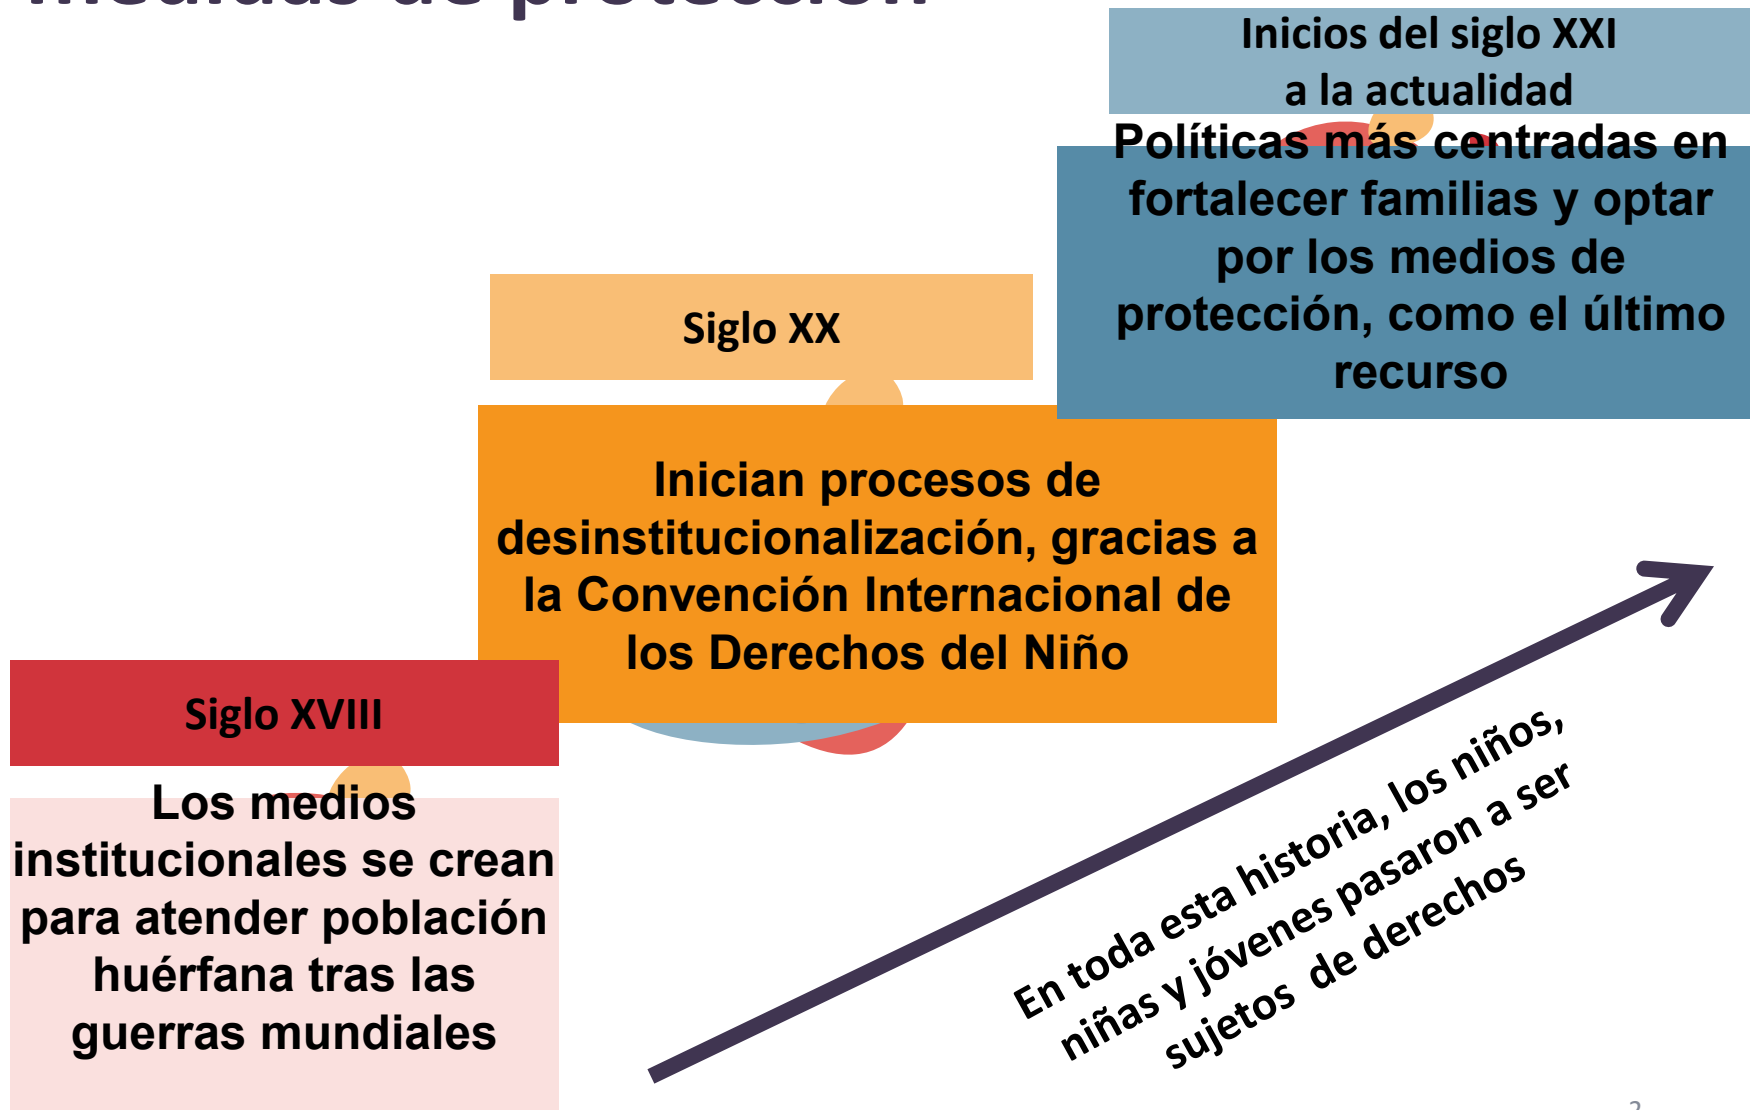 medidas de protección
Siglo XVIII
Los medios
institucionales se crean
para atender población
huérfana tras las
guerras mundiales
Siglo XX
Inician procesos de
desinstitucionalización, gracias a
la Convención Internacional de
los Derechos del Niño
Inicios del siglo XXI
a la actualidad
Políticas más centradas en
fortalecer familias y optar
por los medios de
protección, como el último
recurso
En toda esta historia, los niños,
niñas y jóvenes pasaron a ser
sujetos de derechos